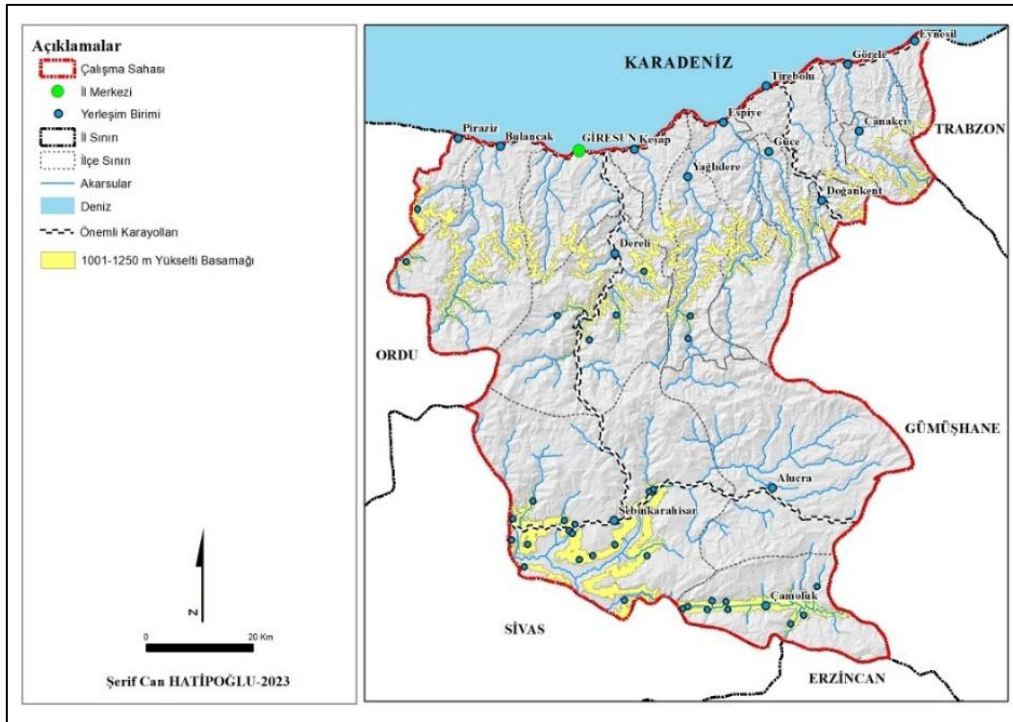 Açıklamalar
Çalışma Sahası
İl Merkezi
Yerleşim Birimi
İl Sınırı
İlçe Sınırı
Akarsular
Deniz
Önemli Karayolları
1001-1250 m Yükselti Basamağı
N
0 20 Km
Şerif Can HATİPOĞLU-2023
KARADENİZ
Eynesil
Görele
Tirebolu
Espiye
Çanakçı
TRABZON
Piraziz
Bulancak
GİRESUN
Keşap
Güce
Yağlıdere
Doğankent
Dereli
ORDU
GÜMÜŞHANE
Alucra
Şebinkarahisar
Çamoluk
SİVAS
ERZİNCAN